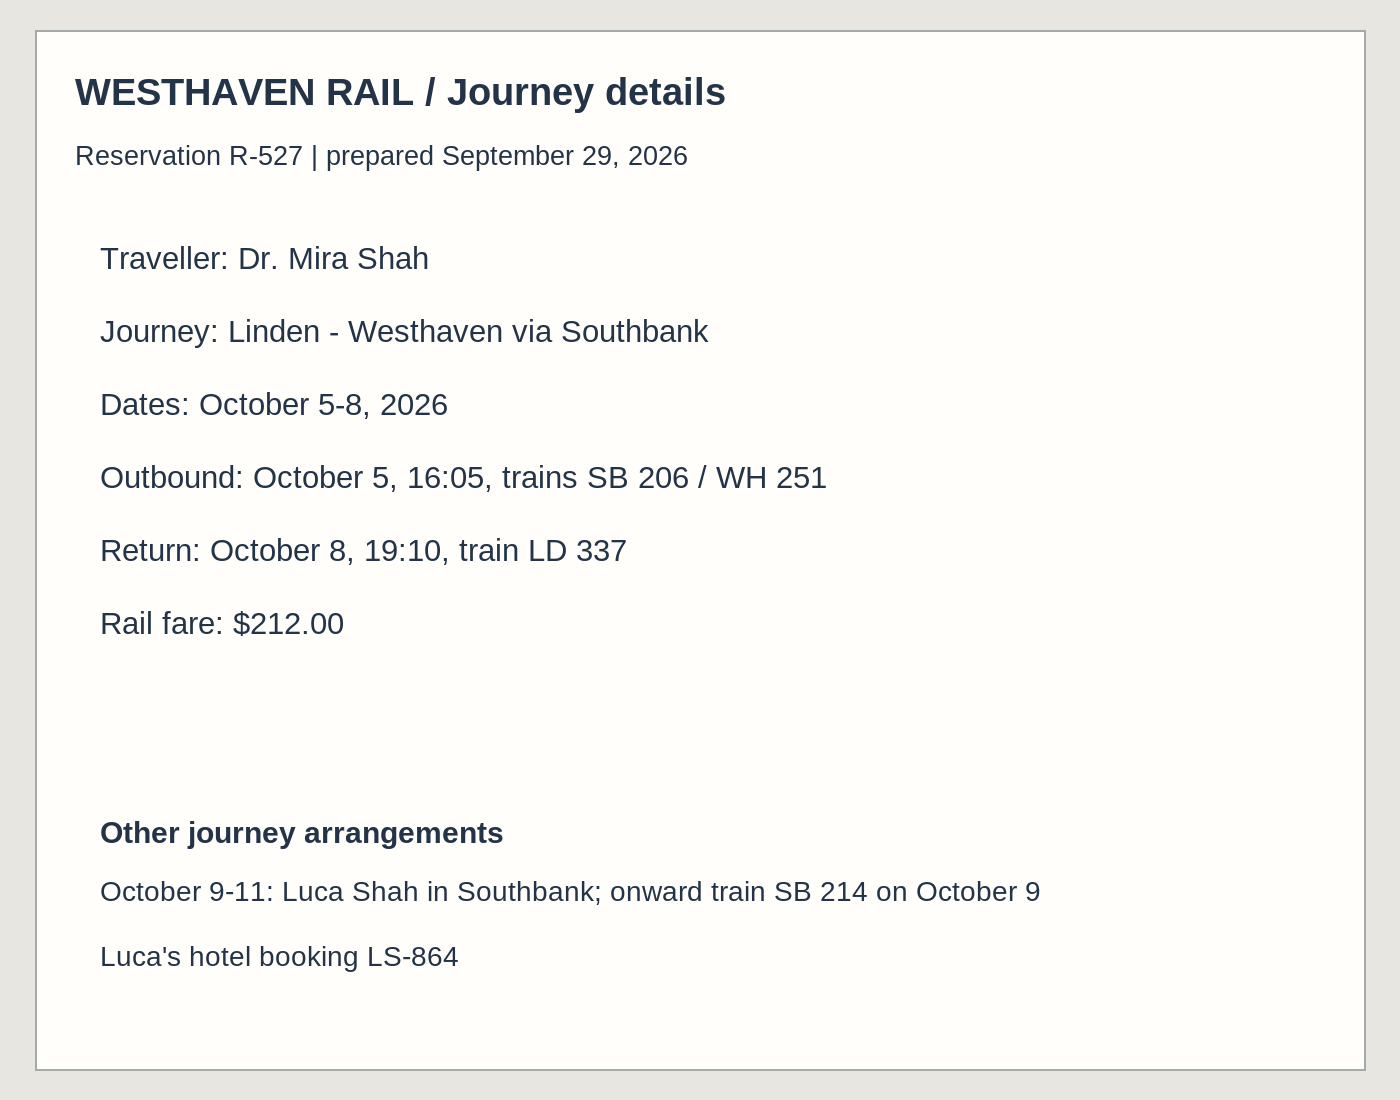 WESTHAVEN RAIL / Journey details
Reservation R-527 | prepared September 29, 2026
Traveller: Dr. Mira Shah
Journey: Linden - Westhaven via Southbank
Dates: October 5-8, 2026
Outbound: October 5, 16:05, trains SB 206 / WH 251
Return: October 8, 19:10, train LD 337
Rail fare: $212.00
Other journey arrangements
October 9-11: Luca Shah in Southbank; onward train SB 214 on October 9
Luca's hotel booking LS-864